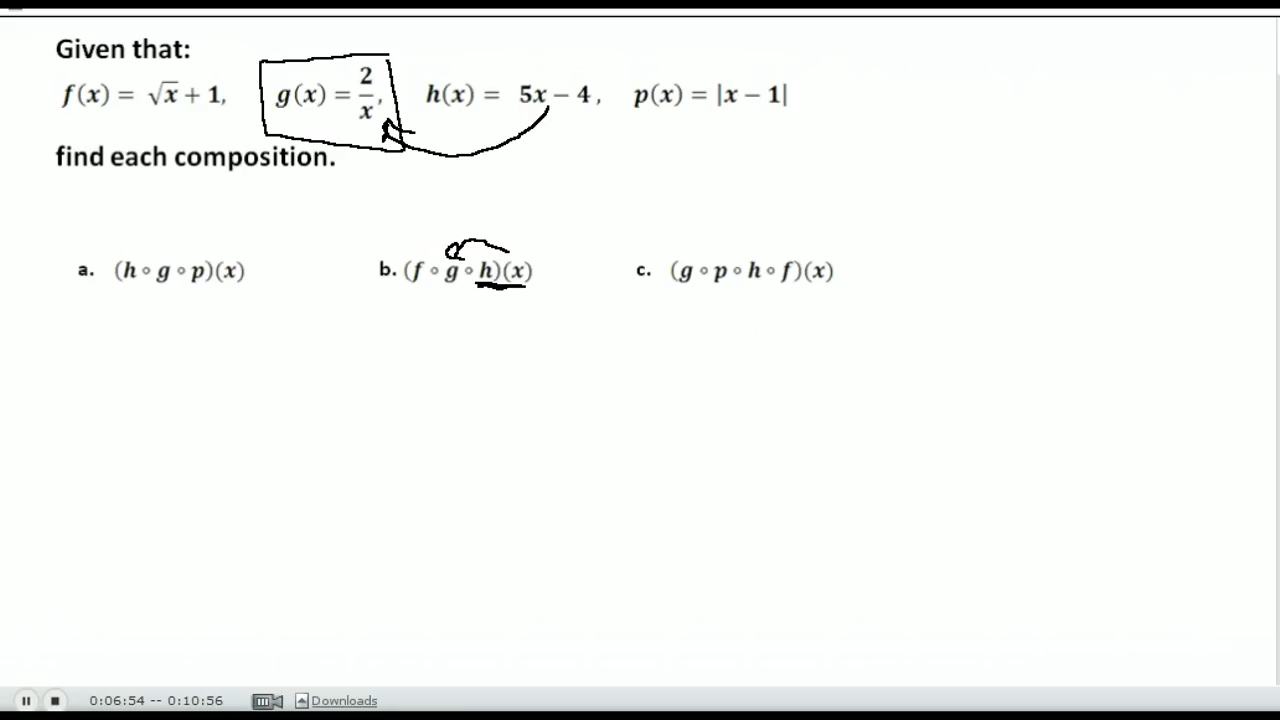 Given that:
f(x) = √x + 1, g(x) = 2/x, h(x) = 5x − 4, p(x) = |x − 1|
find each composition.
a. (h ∘ g ∘ p)(x) b. (f ∘ g ∘ h)(x) c. (g ∘ p ∘ h ∘ f)(x)
0:06:54 -- 0:10:56 Downloads